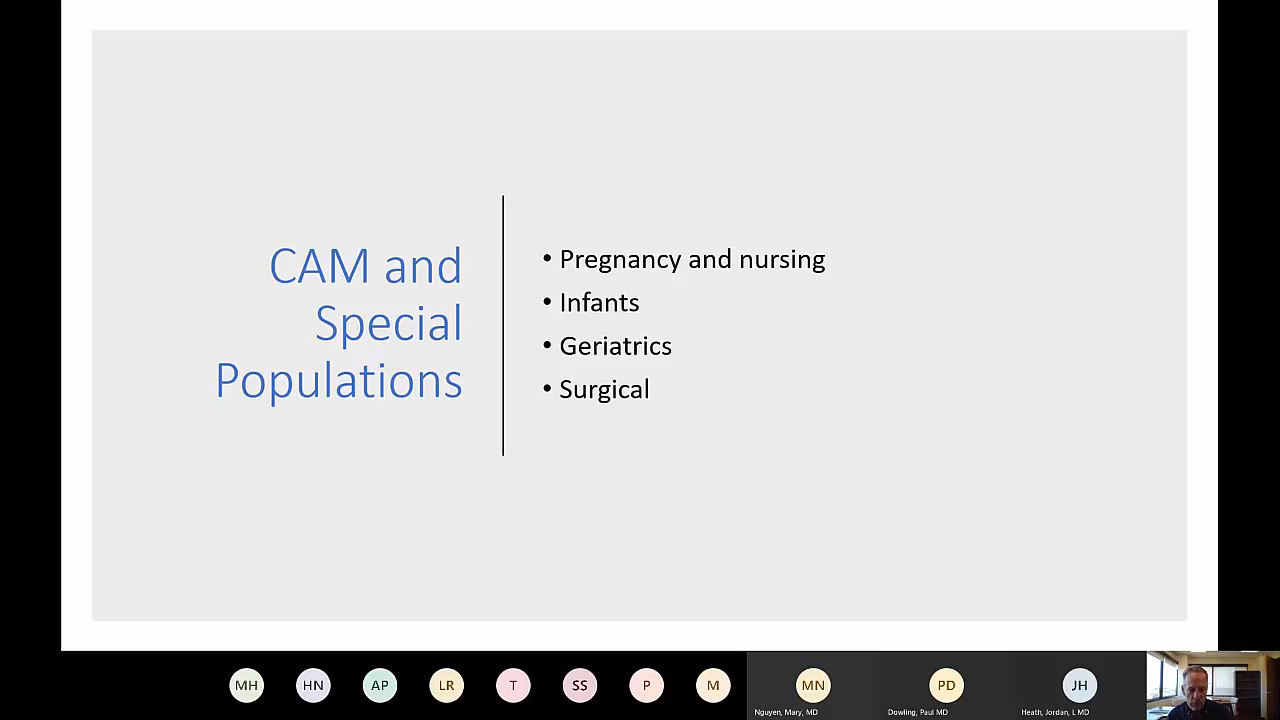 CAM and
Special
Populations
• Pregnancy and nursing
• Infants
• Geriatrics
• Surgical
MH
HN
AP
LR
T
SS
P
M
MN
PD
JH
Nguyen, Mary, MD
Dowling, Paul MD
Heath, Jordan, L MD